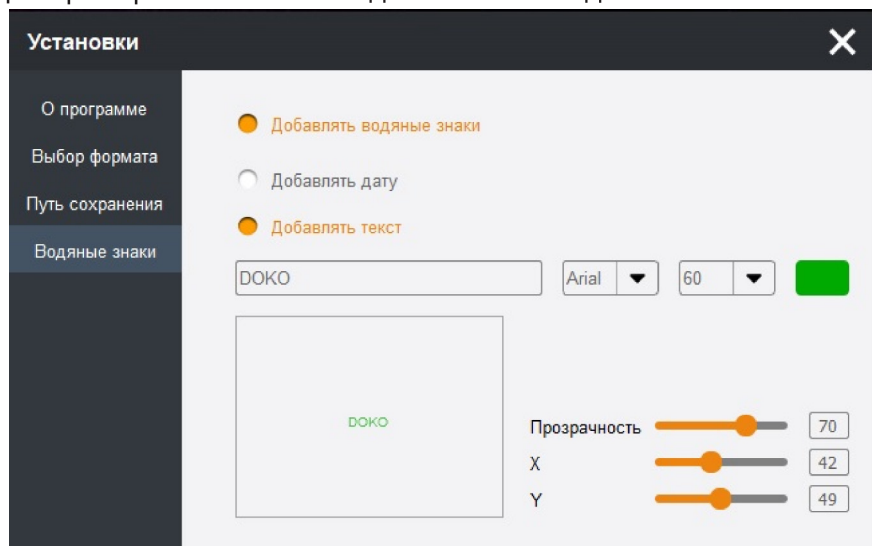 Установки
О программе
Выбор формата
Путь сохранения
Водяные знаки
Добавлять водяные знаки
Добавлять дату
Добавлять текст
DOKO Arial 60
DOKO
Прозрачность 70
X 42
Y 49